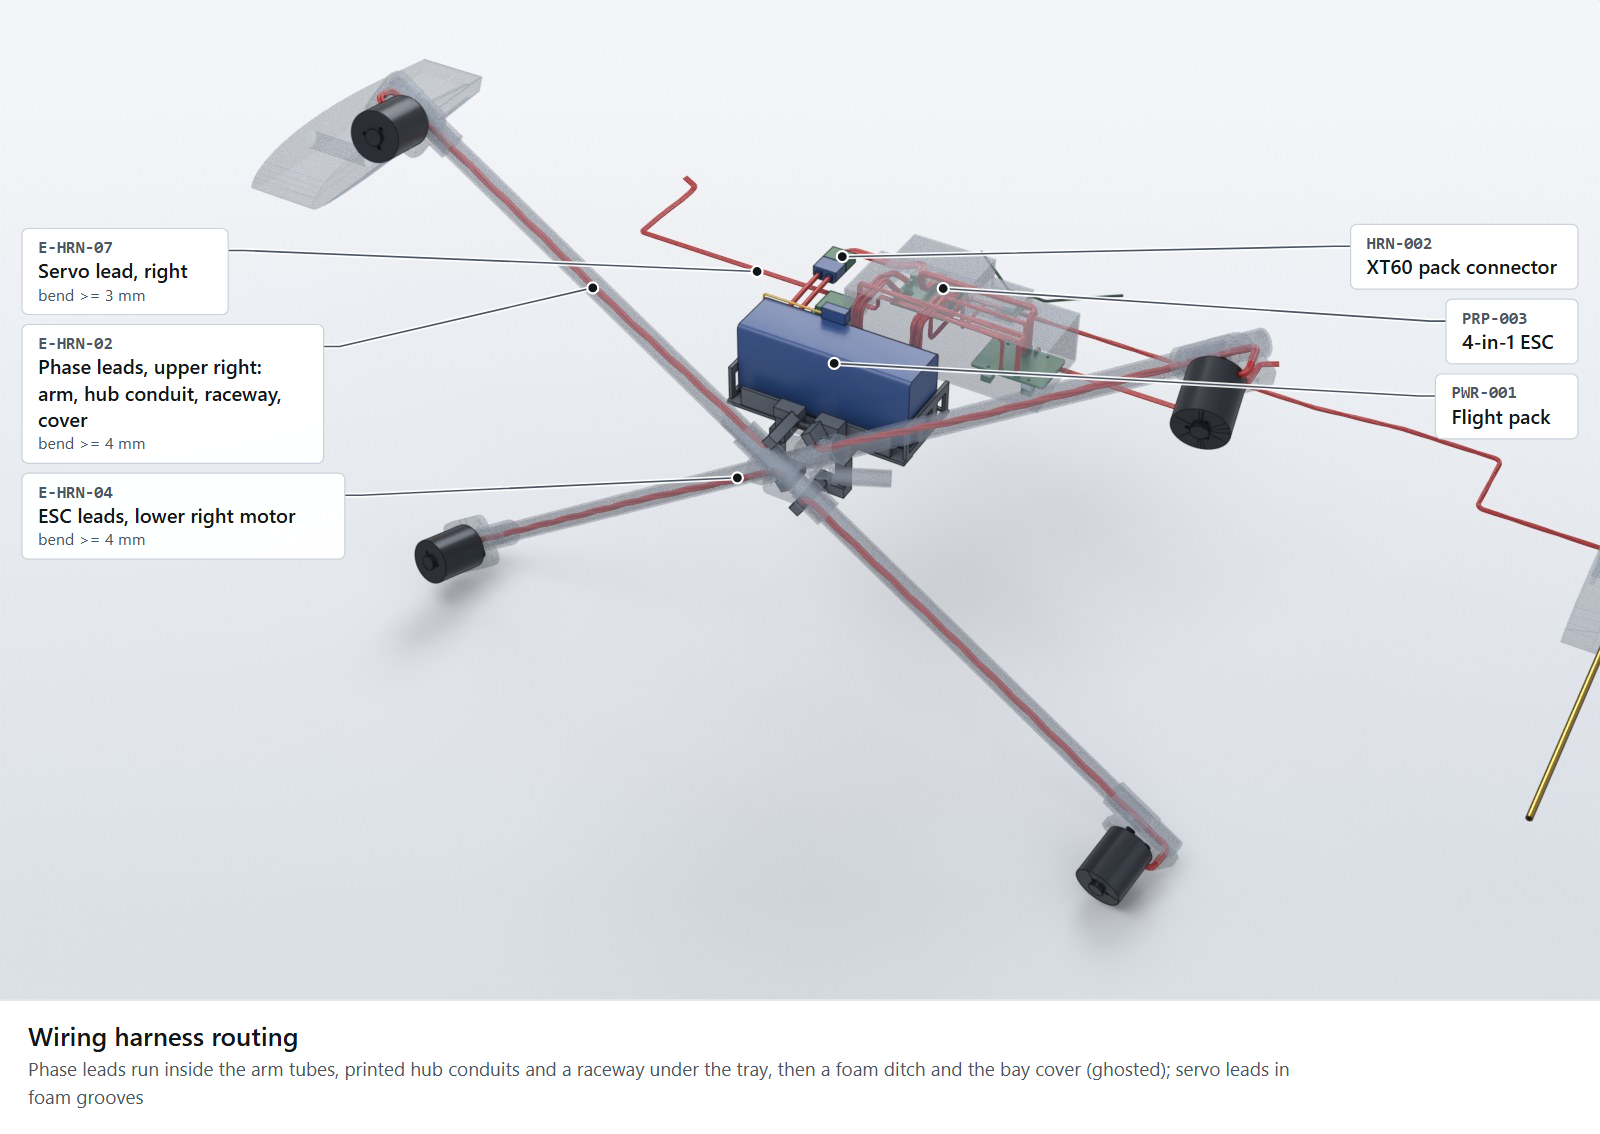 E-HRN-07
Servo lead, right
bend >= 3 mm
E-HRN-02
Phase leads, upper right:
arm, hub conduit, raceway,
cover
bend >= 4 mm
E-HRN-04
ESC leads, lower right motor
bend >= 4 mm
HRN-002
XT60 pack connector
PRP-003
4-in-1 ESC
PWR-001
Flight pack
Wiring harness routing
Phase leads run inside the arm tubes, printed hub conduits and a raceway under the tray, then a foam ditch and the bay cover (ghosted); servo leads in
foam grooves